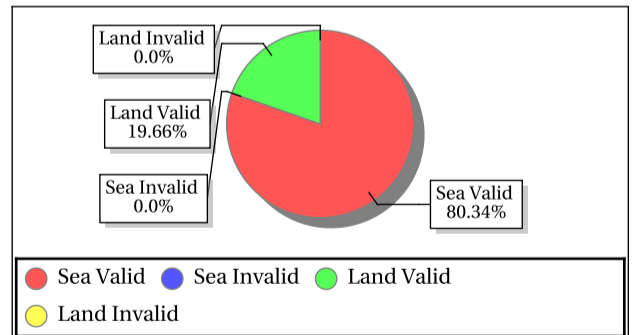 Land Invalid
0.0%
Land Valid
19.66%
Sea Invalid
0.0%
Sea Valid
80.34%
Sea Valid Sea Invalid Land Valid
Land Invalid